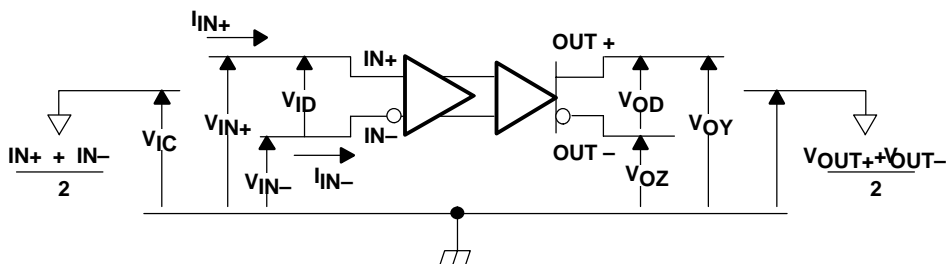 IIN+
IN+
OUT +
VID
VOD
VIC
VIN+
VOY
IN–
OUT –
IN+ + IN–
2
VIN–
IIN–
VOZ
VOUT+ +VOUT–
2